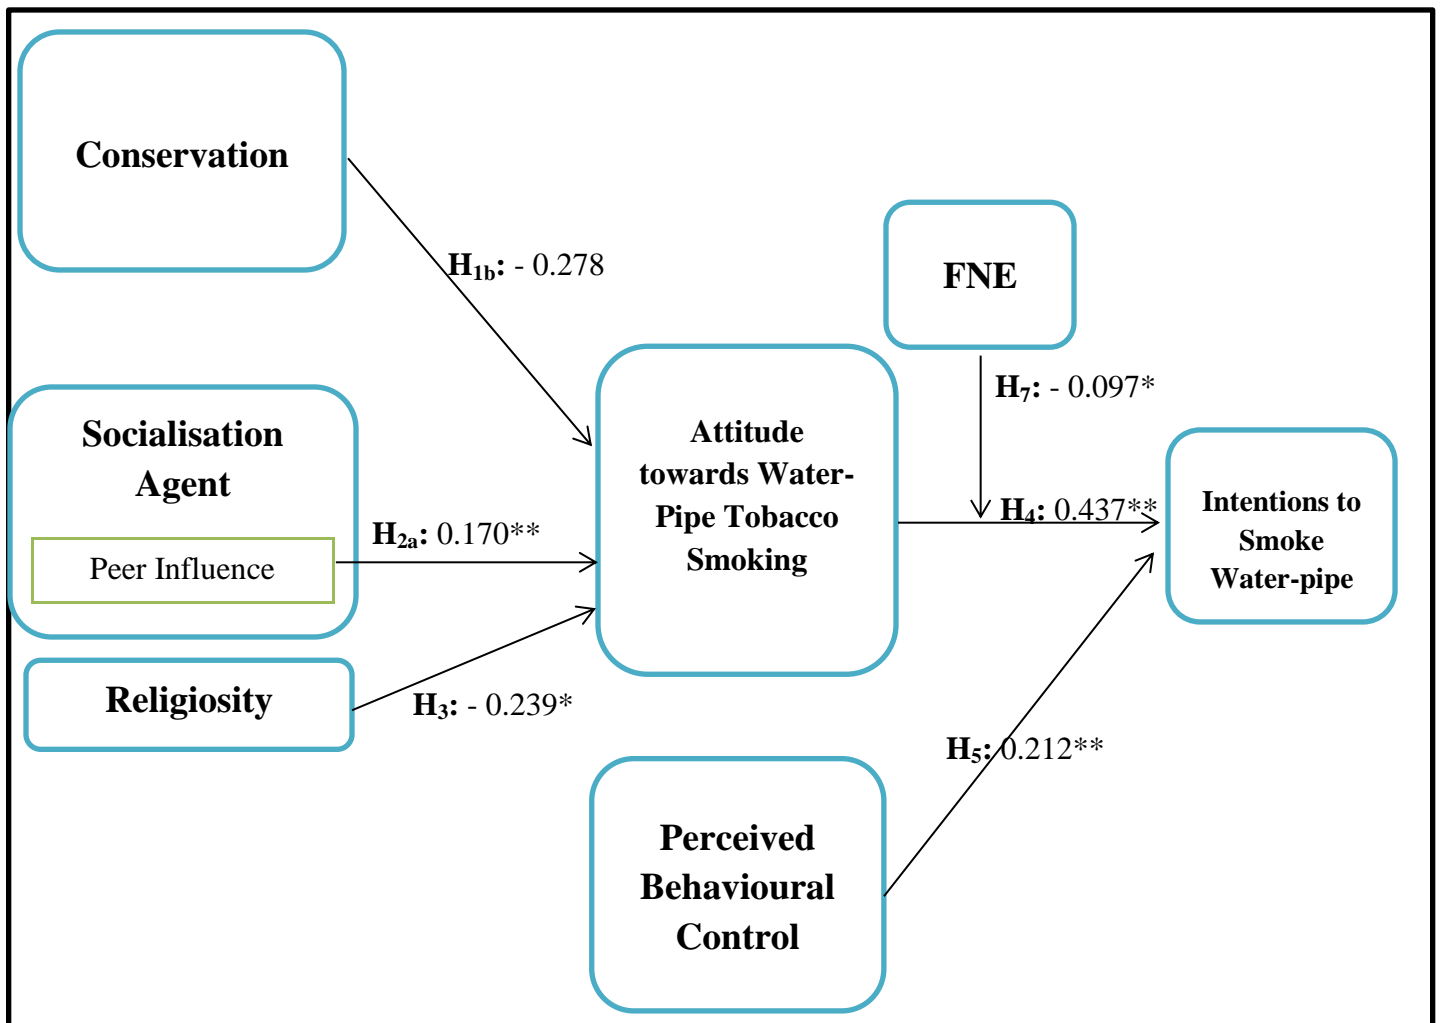 Conservation
H1b: - 0.278
FNE
H7: - 0.097*
Socialisation
Agent
Peer Influence
H2a: 0.170**
Attitude
towards Water-
Pipe Tobacco
Smoking
H4: 0.437**
Intentions to
Smoke
Water-pipe
Religiosity
H3: - 0.239*
H5: 0.212**
Perceived
Behavioural
Control